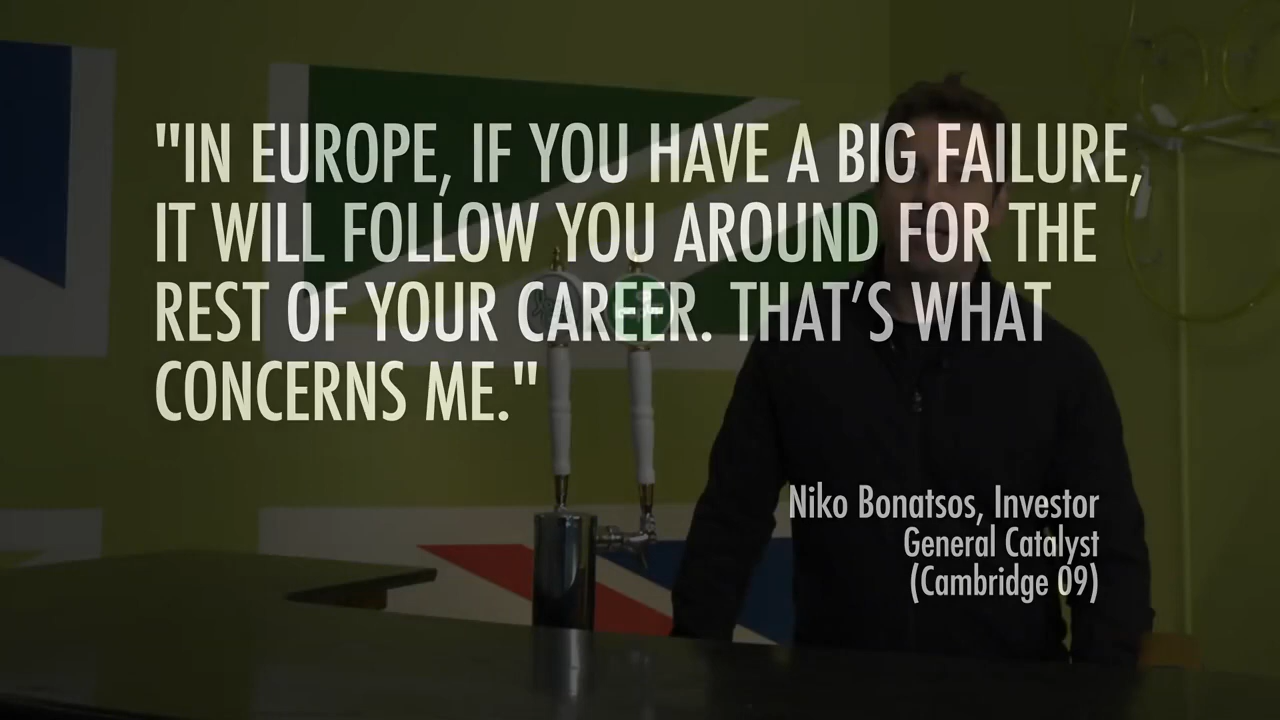 "IN EUROPE, IF YOU HAVE A BIG FAILURE,
IT WILL FOLLOW YOU AROUND FOR THE
REST OF YOUR CAREER. THAT’S WHAT
CONCERNS ME."
Niko Bonatsos, Investor
General Catalyst
(Cambridge 09)